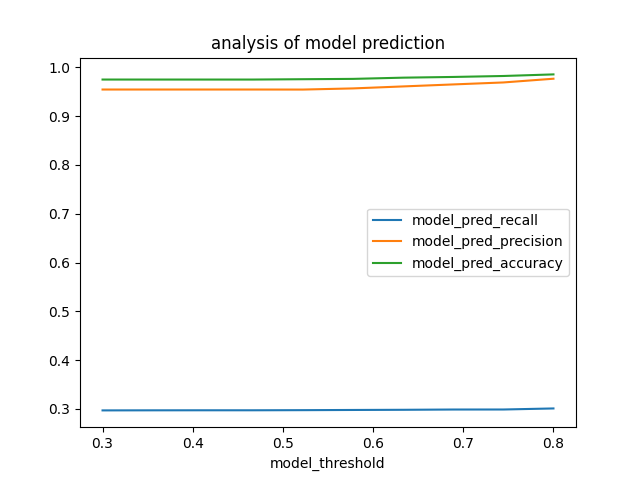 analysis of model prediction
1.0
0.9
0.8
0.7
0.6
0.5
0.4
0.3
model_pred_recall
model_pred_precision
model_pred_accuracy
0.3 0.4 0.5 0.6 0.7 0.8
model_threshold